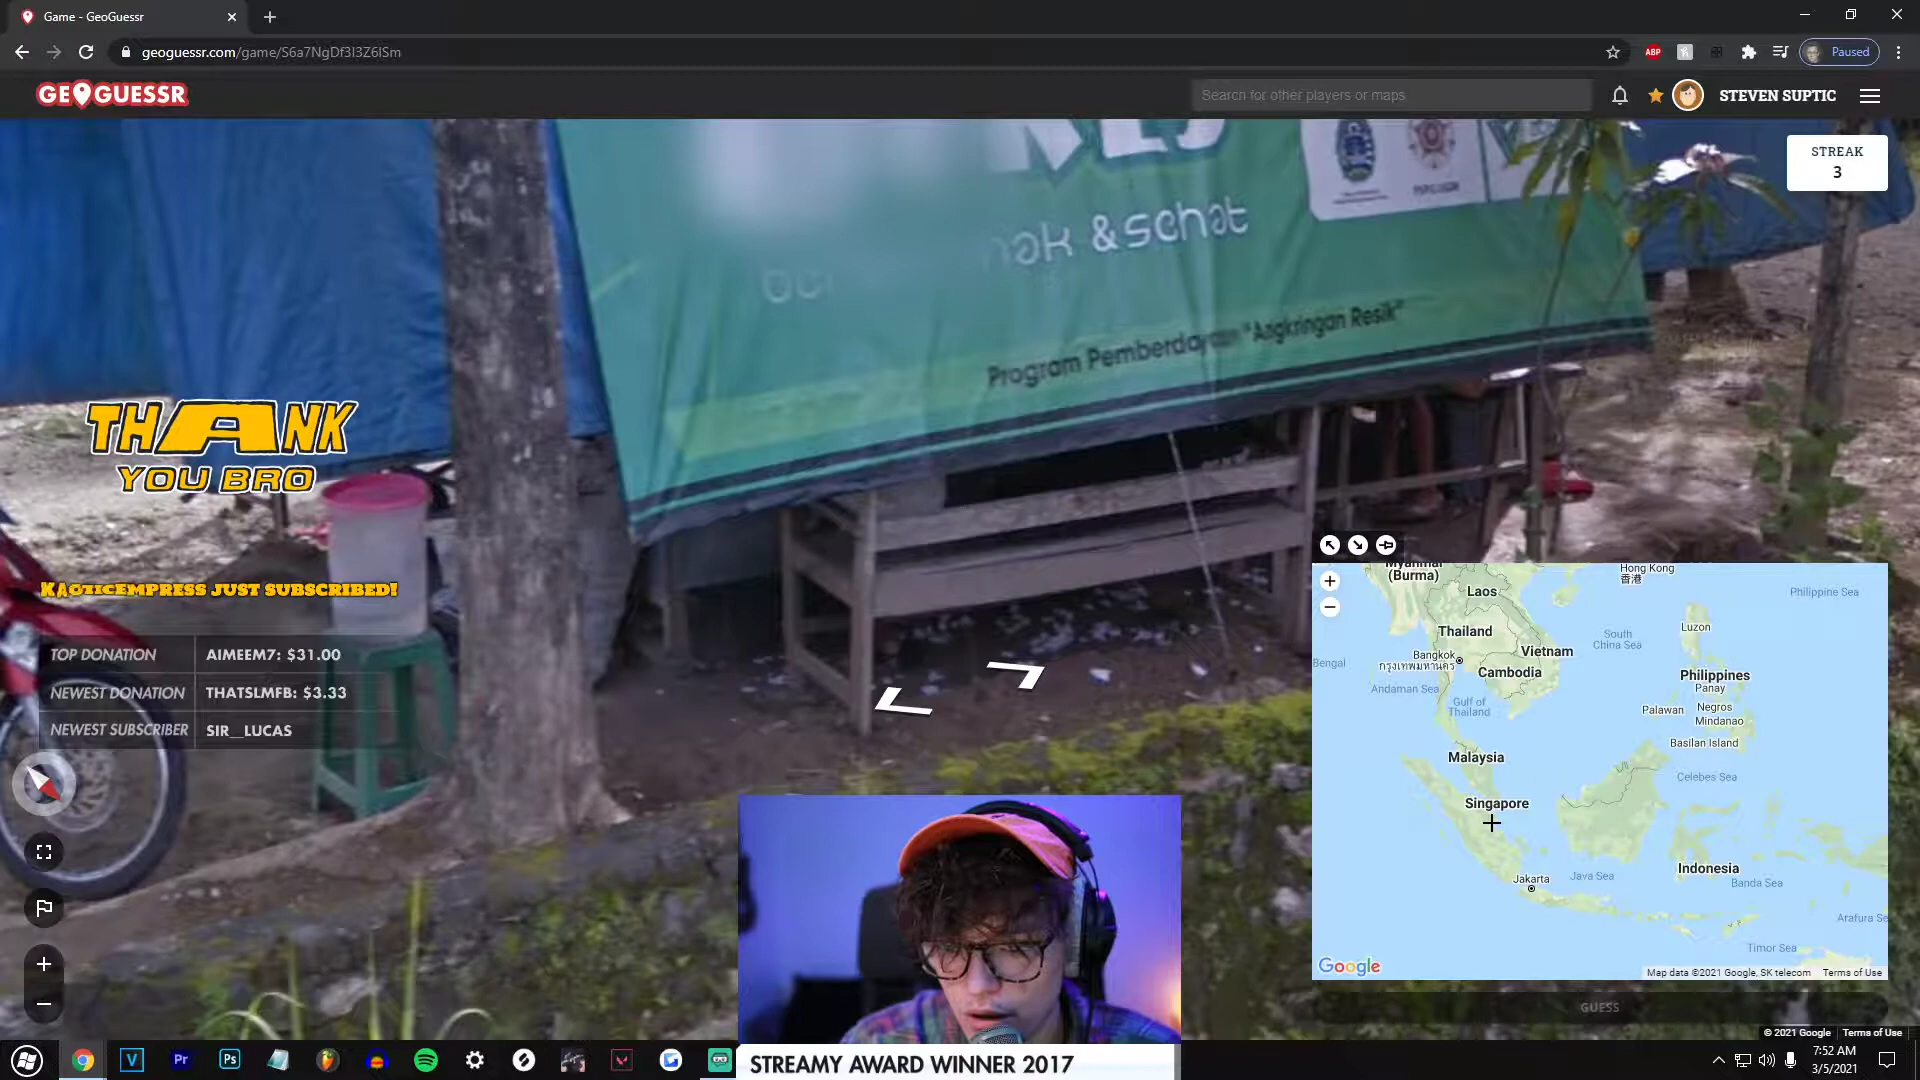 Game - GeoGuessr
geoguessr.com/game/S6a7NgDf3I3Z6ISm
ABP
Paused
GEOGUESSR
Search for other players or maps
STEVEN SUPTIC
STREAK
3
& sehat
Program Pemberdayaan "Angkringan Resik"
THANK
YOU BRO
KAOTICEMPRESS JUST SUBSCRIBED!
TOP DONATION AIMEEM7: $31.00
NEWEST DONATION THATSLMFB: $3.33
NEWEST SUBSCRIBER SIR__LUCAS
Myanmar
(Burma)
Hong Kong
香港
Laos
Philippine Sea
Luzon
Thailand
South
China Sea
Bengal
Bangkok
กรุงเทพมหานคร
Vietnam
Cambodia
Philippines
Andaman Sea
Gulf of
Thailand
Panay
Palawan
Negros
Mindanao
Basilan Island
Malaysia
Celebes Sea
Singapore
Indonesia
Jakarta
Java Sea
Banda Sea
Arafura Se
Timor Sea
Google
Map data ©2021 Google, SK telecom
Terms of Use
GUESS
© 2021 Google
Terms of Use
STREAMY AWARD WINNER 2017
7:52 AM
3/5/2021